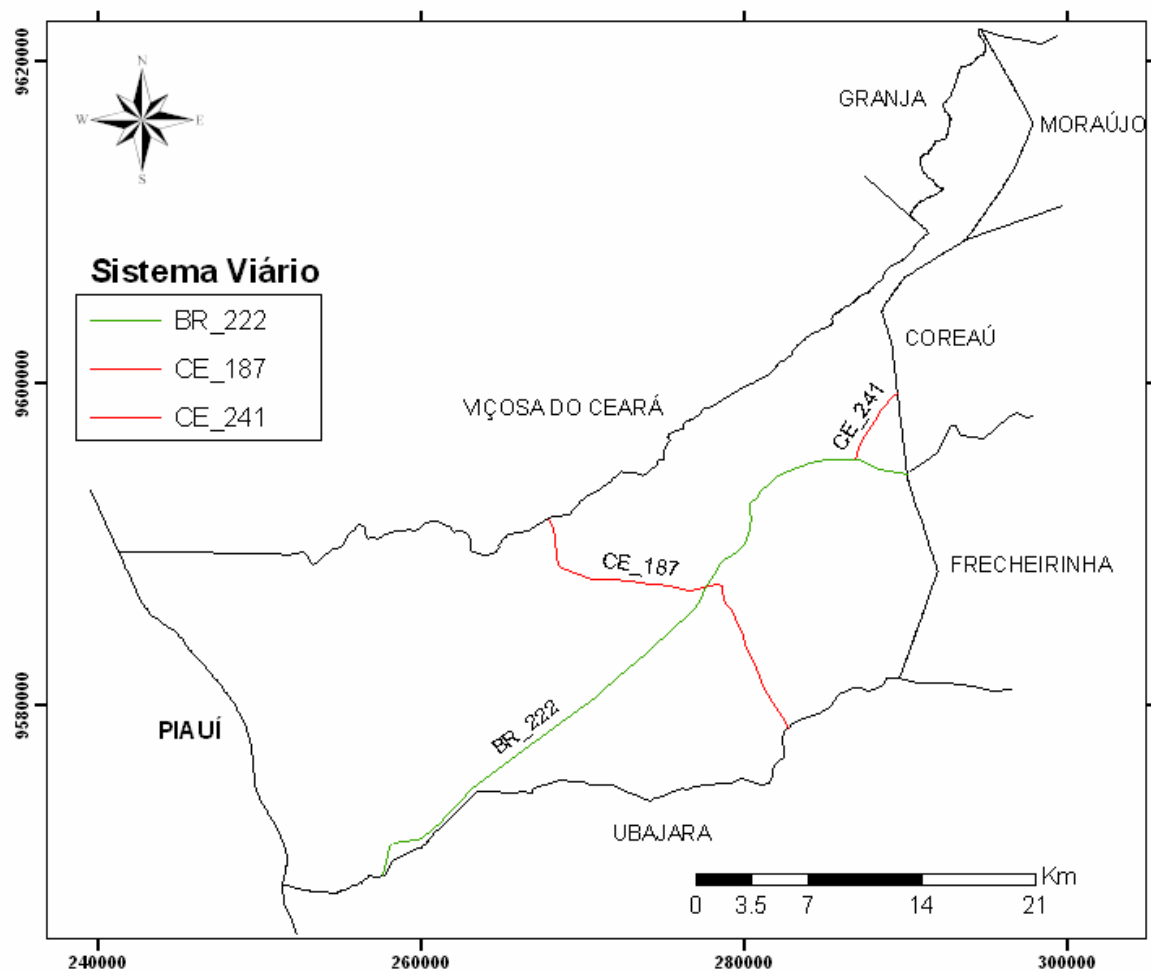 9620000
9600000
9580000
N
W
E
S
GRANJA
MORAÚJO
Sistema Viário
BR_222
CE_187
CE_241
COREAÚ
VIÇOSA DO CEARÁ
CE_241
CE_187
FRECHEIRINHA
BR_222
PIAUÍ
UBAJARA
Km
0 3.5 7 14 21
240000 260000 280000 300000